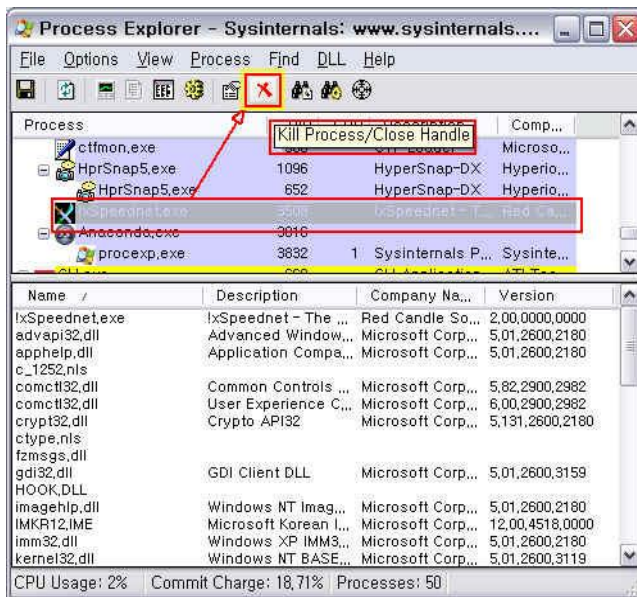 Process Explorer - Sysinternals: www.sysinternals....
File Options View Process Find DLL Help
Process Comp...
Kill Process/Close Handle
ctfmon,exe Microso...
HprSnap5,exe 1096 HyperSnap-DX Hyperio...
HprSnap5,exe 652 HyperSnap-DX Hyperio...
!xSpeednet,exe 5508 !xSpeednet - T... Red Ca...
Anaconda,exe 3816
procexp,exe 3832 1 Sysinternals P... Sysinte...
Name Description Company Na... Version
!xSpeednet,exe !xSpeednet - The ... Red Candle So... 2,00,0000,0000
advapi32,dll Advanced Window... Microsoft Corp... 5,01,2600,2180
apphelp,dll Application Compa... Microsoft Corp... 5,01,2600,2180
c_1252,nls
comctl32,dll Common Controls ... Microsoft Corp... 5,82,2900,2982
comctl32,dll User Experience C... Microsoft Corp... 6,00,2900,2982
crypt32,dll Crypto API32 Microsoft Corp... 5,131,2600,2180
ctype,nls
fzmsgs,dll
gdi32,dll GDI Client DLL Microsoft Corp... 5,01,2600,3159
HOOK,DLL
imagehlp,dll Windows NT Imag... Microsoft Corp... 5,01,2600,2180
IMKR12,IME Microsoft Korean I... Microsoft Corp... 12,00,4518,0000
imm32,dll Windows XP IMM3... Microsoft Corp... 5,01,2600,2180
kernel32,dll Windows NT BASE... Microsoft Corp... 5,01,2600,3119
CPU Usage: 2% Commit Charge: 18,71% Processes: 50